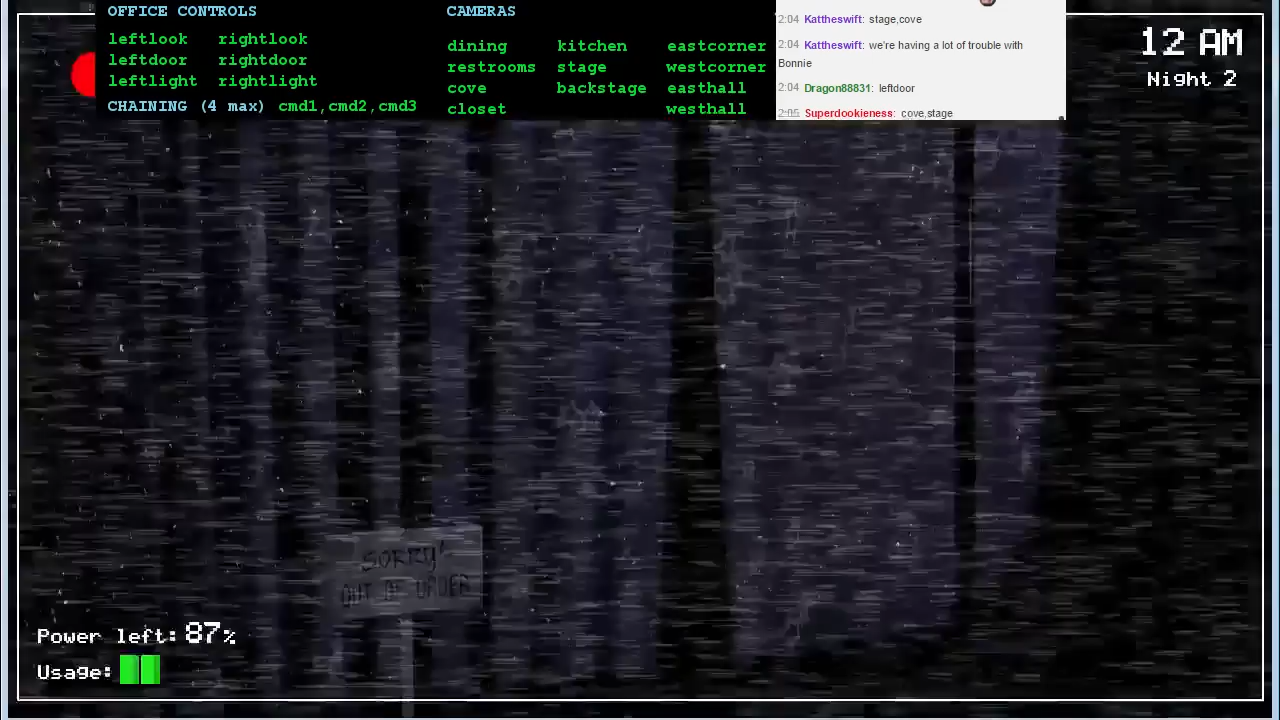 OFFICE CONTROLS
leftlook rightlook
leftdoor rightdoor
leftlight rightlight
CHAINING (4 max) cmd1,cmd2,cmd3
CAMERAS
dining kitchen eastcorner
restrooms stage westcorner
cove backstage easthall
closet westhall
2:04 Kattheswift: stage,cove
2:04 Kattheswift: we're having a lot of trouble with
Bonnie
2:04 Dragon88831: leftdoor
2:05 Superdookieness: cove,stage
12 AM
Night 2
SORRY!
OUT OF ORDER
Power left: 87%
Usage: